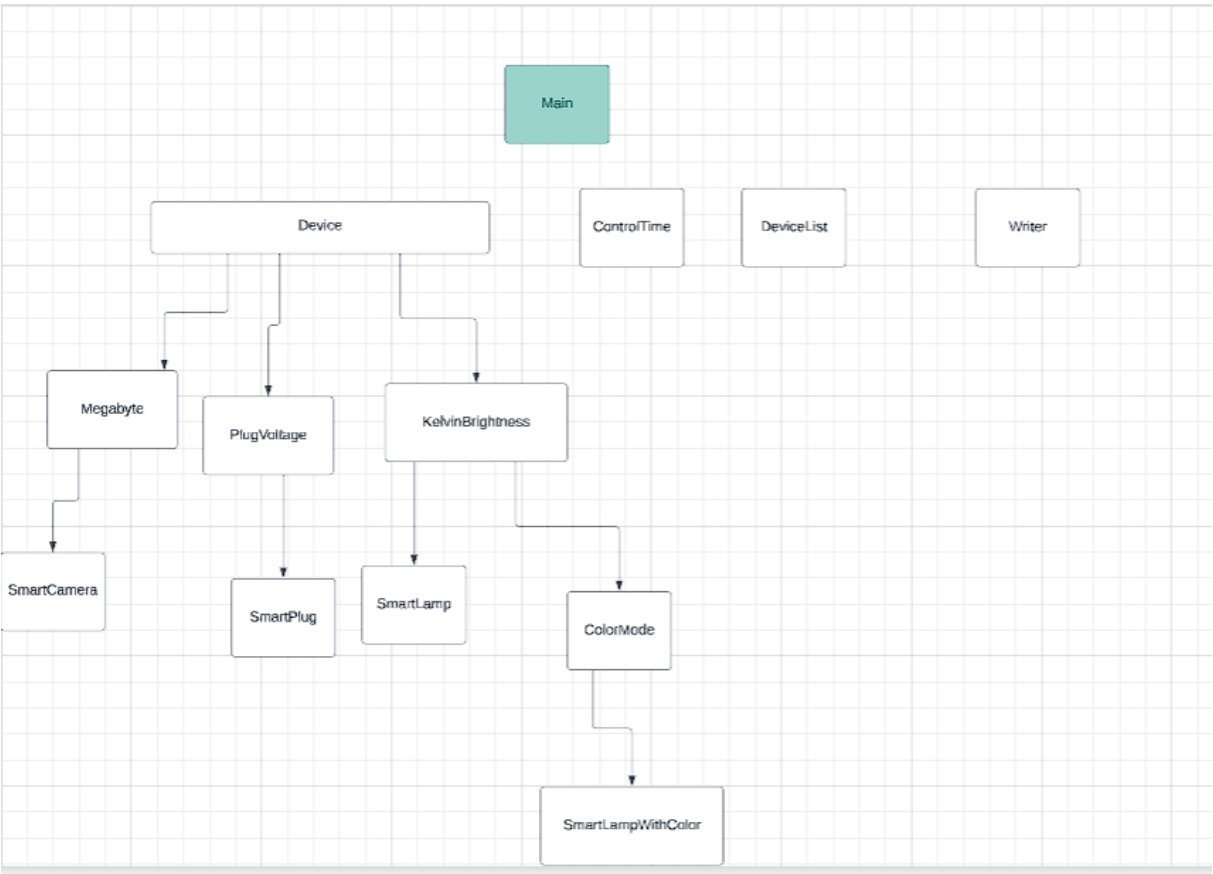 Main
Device
ControlTime
DeviceList
Writer
Megabyte
PlugVoltage
KelvinBrightness
SmartCamera
SmartPlug
SmartLamp
ColorMode
SmartLampWithColor